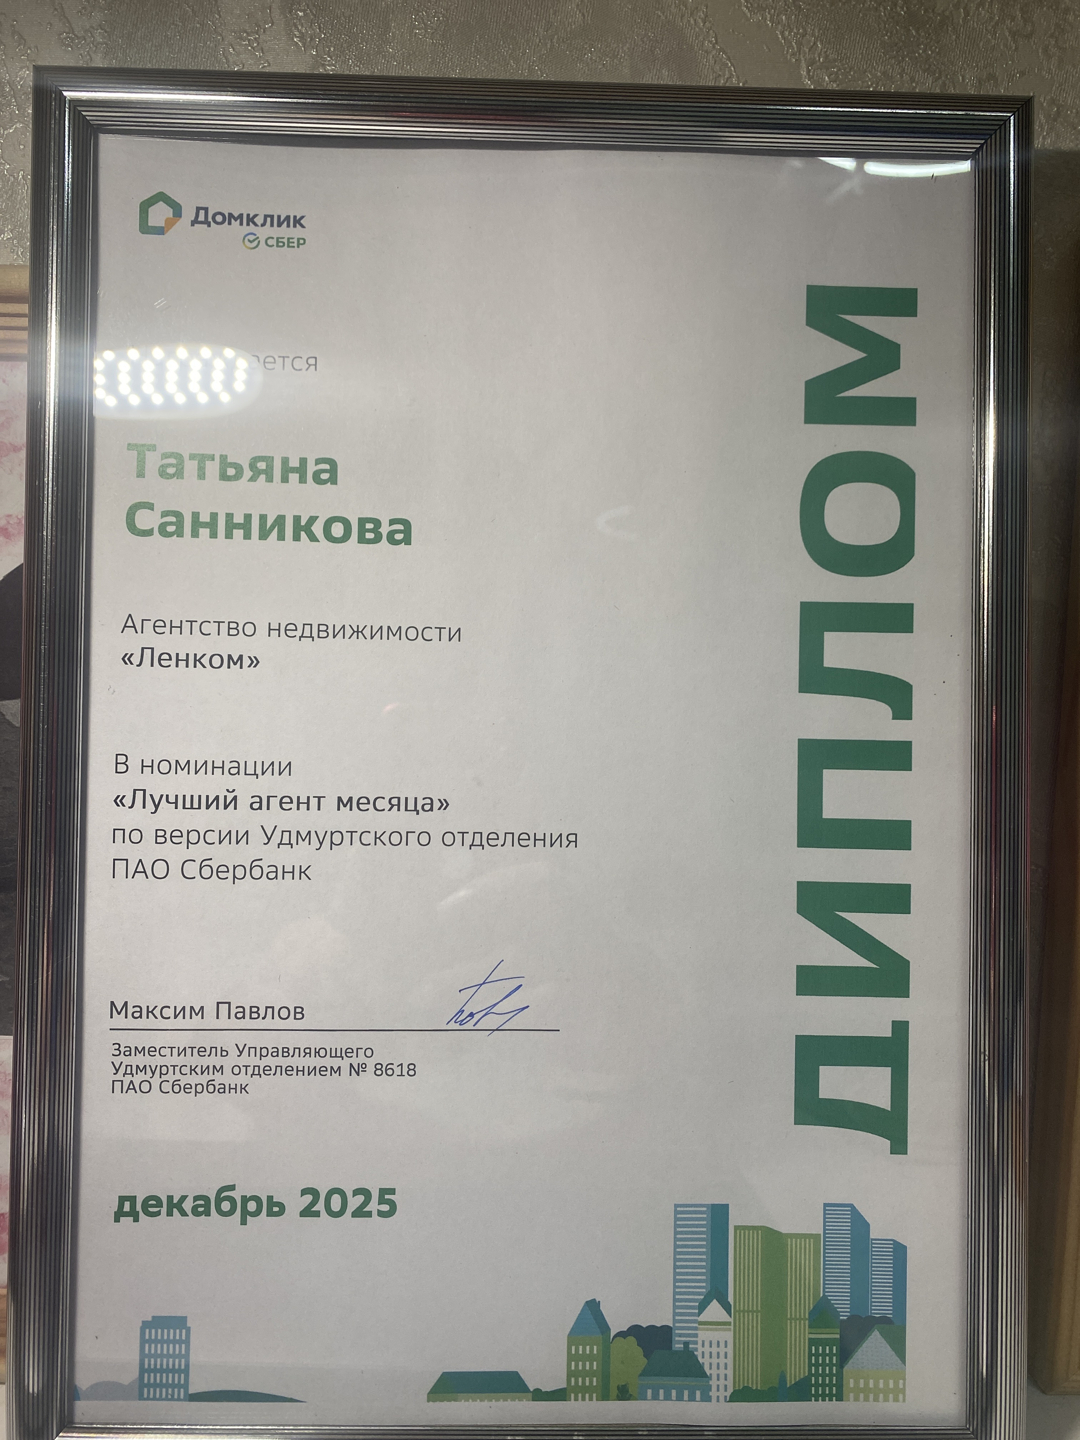 Домклик
СБЕР
Татьяна
Санникова
Агентство недвижимости
«Ленком»
В номинации
«Лучший агент месяца»
по версии Удмуртского отделения
ПАО Сбербанк
Максим Павлов
Заместитель Управляющего
Удмуртским отделением № 8618
ПАО Сбербанк
декабрь 2025
ДИПЛОМ